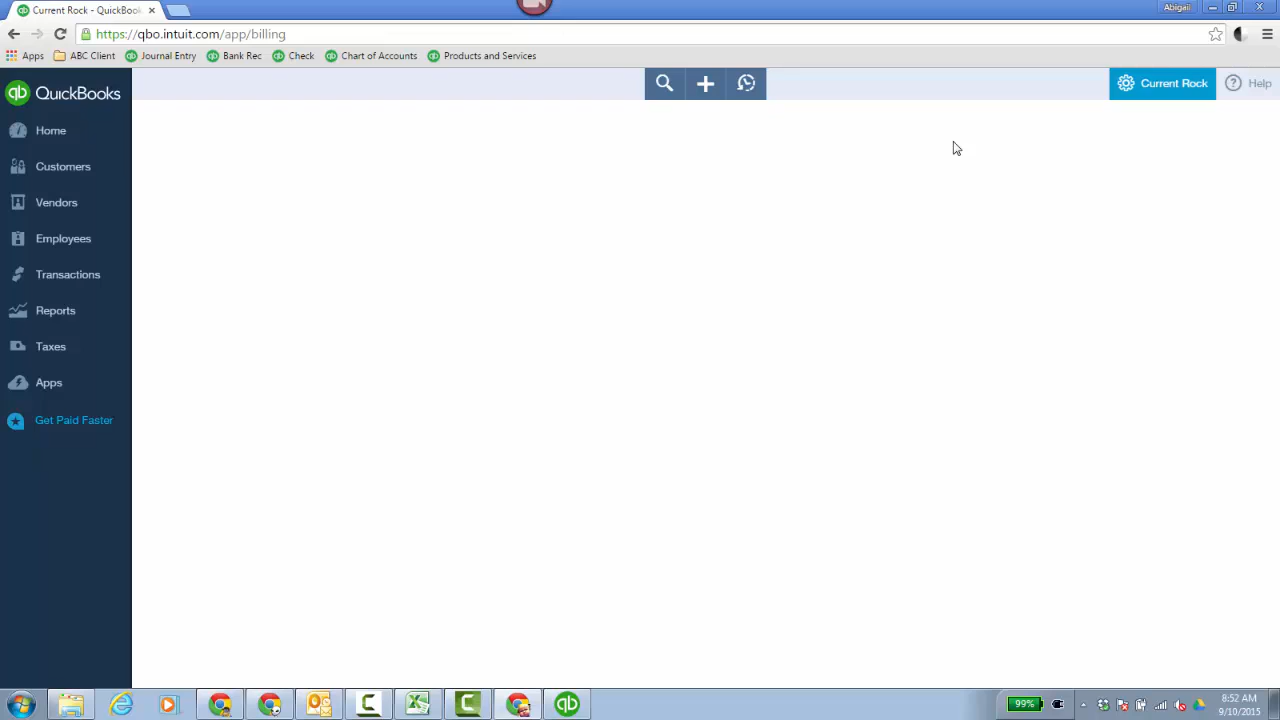 Current Rock - QuickBook
Abigail
https://qbo.intuit.com/app/billing
Apps ABC Client Journal Entry Bank Rec Check Chart of Accounts Products and Services
qb QuickBooks
Current Rock
Help
Home
Customers
Vendors
Employees
Transactions
Reports
Taxes
Apps
Get Paid Faster
99%
8:52 AM
9/10/2015